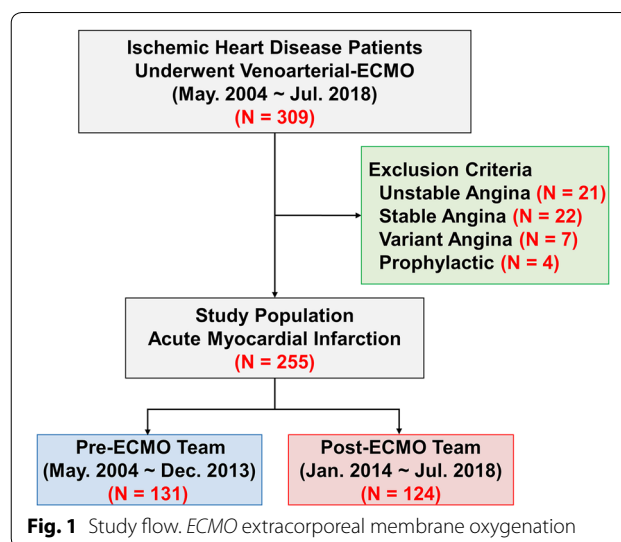 Ischemic Heart Disease Patients
Underwent Venoarterial-ECMO
(May. 2004 ~ Jul. 2018)
(N = 309)
Exclusion Criteria
Unstable Angina (N = 21)
Stable Angina (N = 22)
Variant Angina (N = 7)
Prophylactic (N = 4)
Study Population
Acute Myocardial Infarction
(N = 255)
Pre-ECMO Team
(May. 2004 ~ Dec. 2013)
(N = 131)
Post-ECMO Team
(Jan. 2014 ~ Jul. 2018)
(N = 124)
Fig. 1 Study flow. ECMO extracorporeal membrane oxygenation